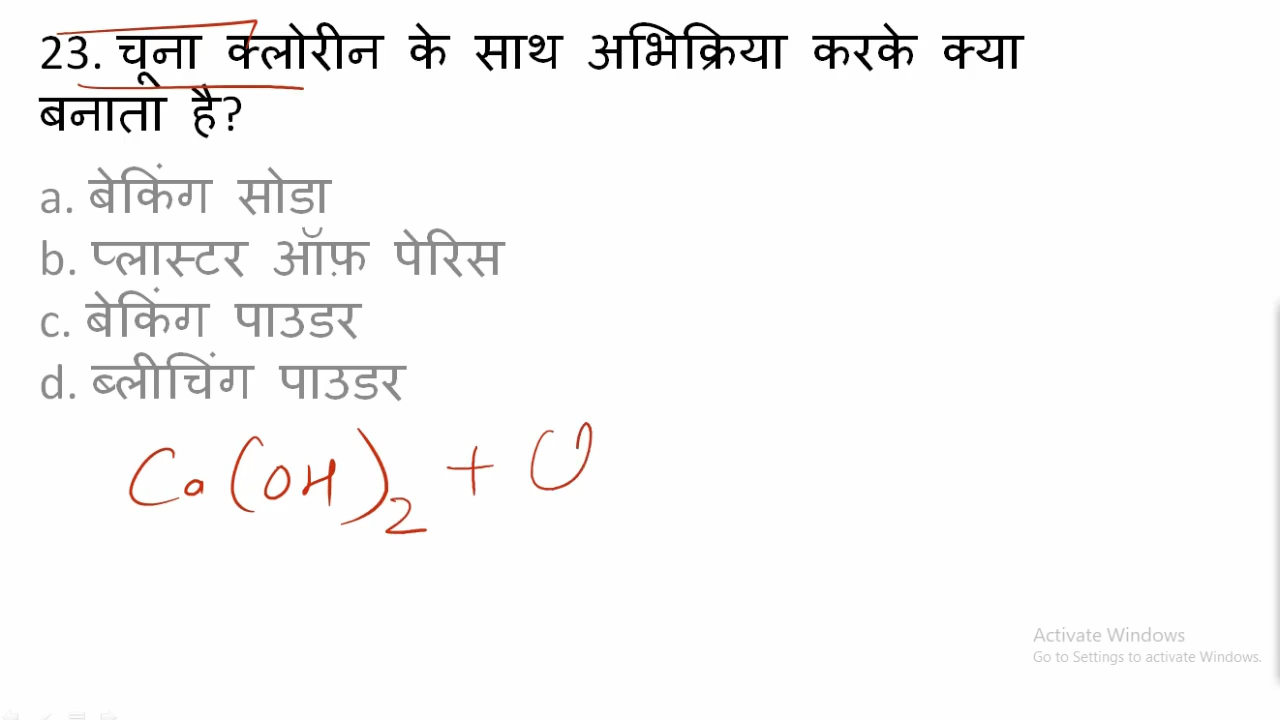 23. चूना क्लोरीन के साथ अभिक्रिया करके क्या
बनाता है?
a. बेकिंग सोडा
b. प्लास्टर ऑफ़ पेरिस
c. बेकिंग पाउडर
d. ब्लीचिंग पाउडर
Ca(OH)₂ + Cl
Activate Windows
Go to Settings to activate Windows.